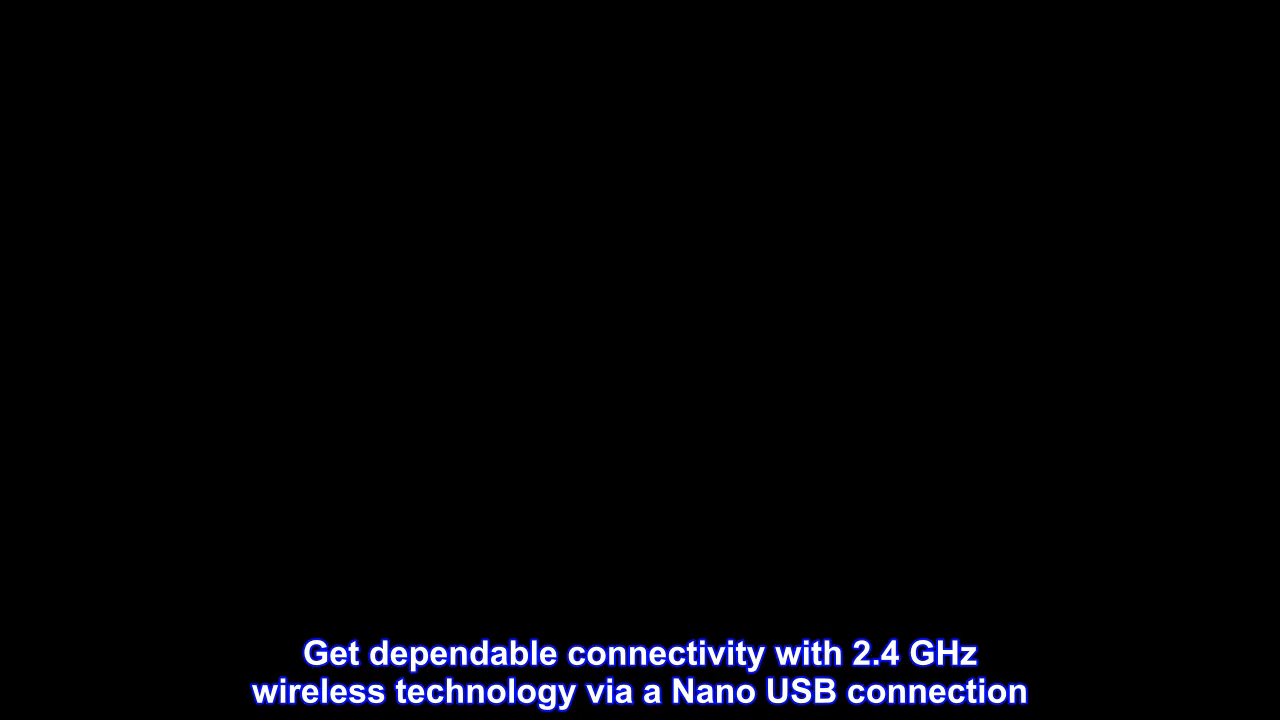 Get dependable connectivity with 2.4 GHz
wireless technology via a Nano USB connection